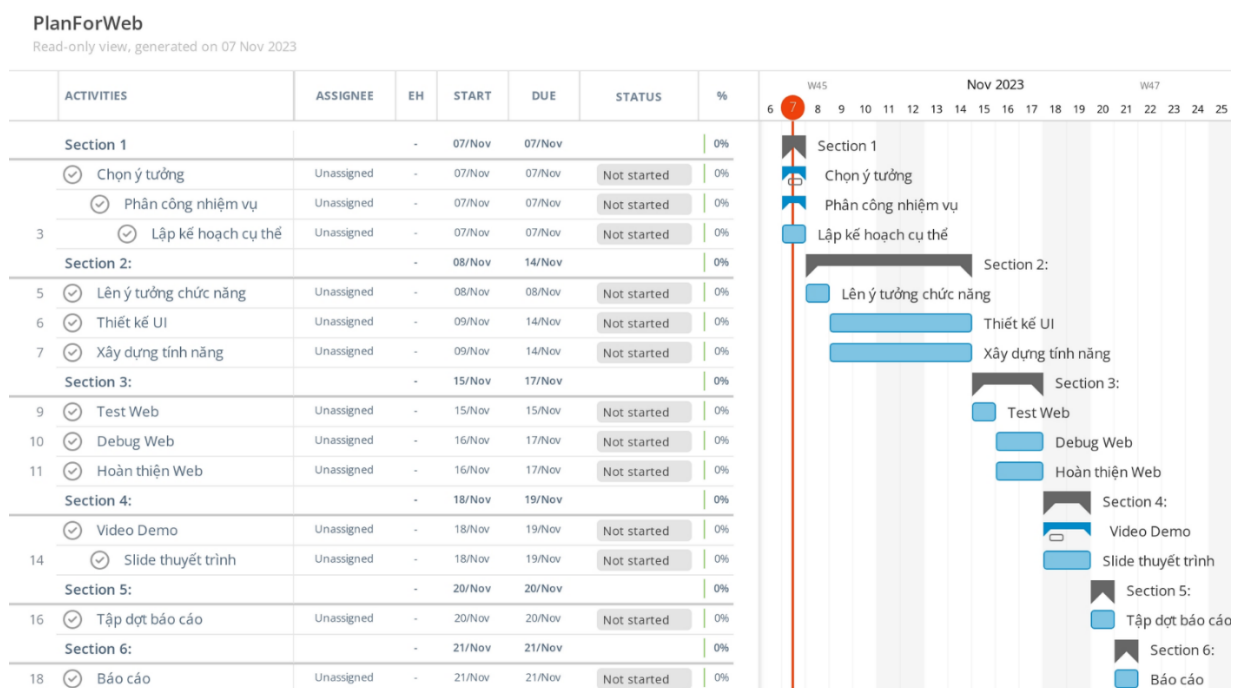 PlanForWeb
Read-only view, generated on 07 Nov 2023
ACTIVITIES ASSIGNEE EH START DUE STATUS %
W45 Nov 2023 W47
6 7 8 9 10 11 12 13 14 15 16 17 18 19 20 21 22 23 24 25
Section 1 - 07/Nov 07/Nov 0% Section 1
Chọn ý tưởng Unassigned - 07/Nov 07/Nov Not started 0% Chọn ý tưởng
Phân công nhiệm vụ Unassigned - 07/Nov 07/Nov Not started 0% Phân công nhiệm vụ
3 Lập kế hoạch cụ thể Unassigned - 07/Nov 07/Nov Not started 0% Lập kế hoạch cụ thể
Section 2: - 08/Nov 14/Nov 0% Section 2:
5 Lên ý tưởng chức năng Unassigned - 08/Nov 08/Nov Not started 0% Lên ý tưởng chức năng
6 Thiết kế UI Unassigned - 09/Nov 14/Nov Not started 0% Thiết kế UI
7 Xây dựng tính năng Unassigned - 09/Nov 14/Nov Not started 0% Xây dựng tính năng
Section 3: - 15/Nov 17/Nov 0% Section 3:
9 Test Web Unassigned - 15/Nov 15/Nov Not started 0% Test Web
10 Debug Web Unassigned - 16/Nov 17/Nov Not started 0% Debug Web
11 Hoàn thiện Web Unassigned - 16/Nov 17/Nov Not started 0% Hoàn thiện Web
Section 4: - 18/Nov 19/Nov 0% Section 4:
Video Demo Unassigned - 18/Nov 19/Nov Not started 0% Video Demo
14 Slide thuyết trình Unassigned - 18/Nov 19/Nov Not started 0% Slide thuyết trình
Section 5: - 20/Nov 20/Nov 0% Section 5:
16 Tập dợt báo cáo Unassigned - 20/Nov 20/Nov Not started 0% Tập dợt báo cáo
Section 6: - 21/Nov 21/Nov 0% Section 6:
18 Báo cáo Unassigned - 21/Nov 21/Nov Not started 0% Báo cáo